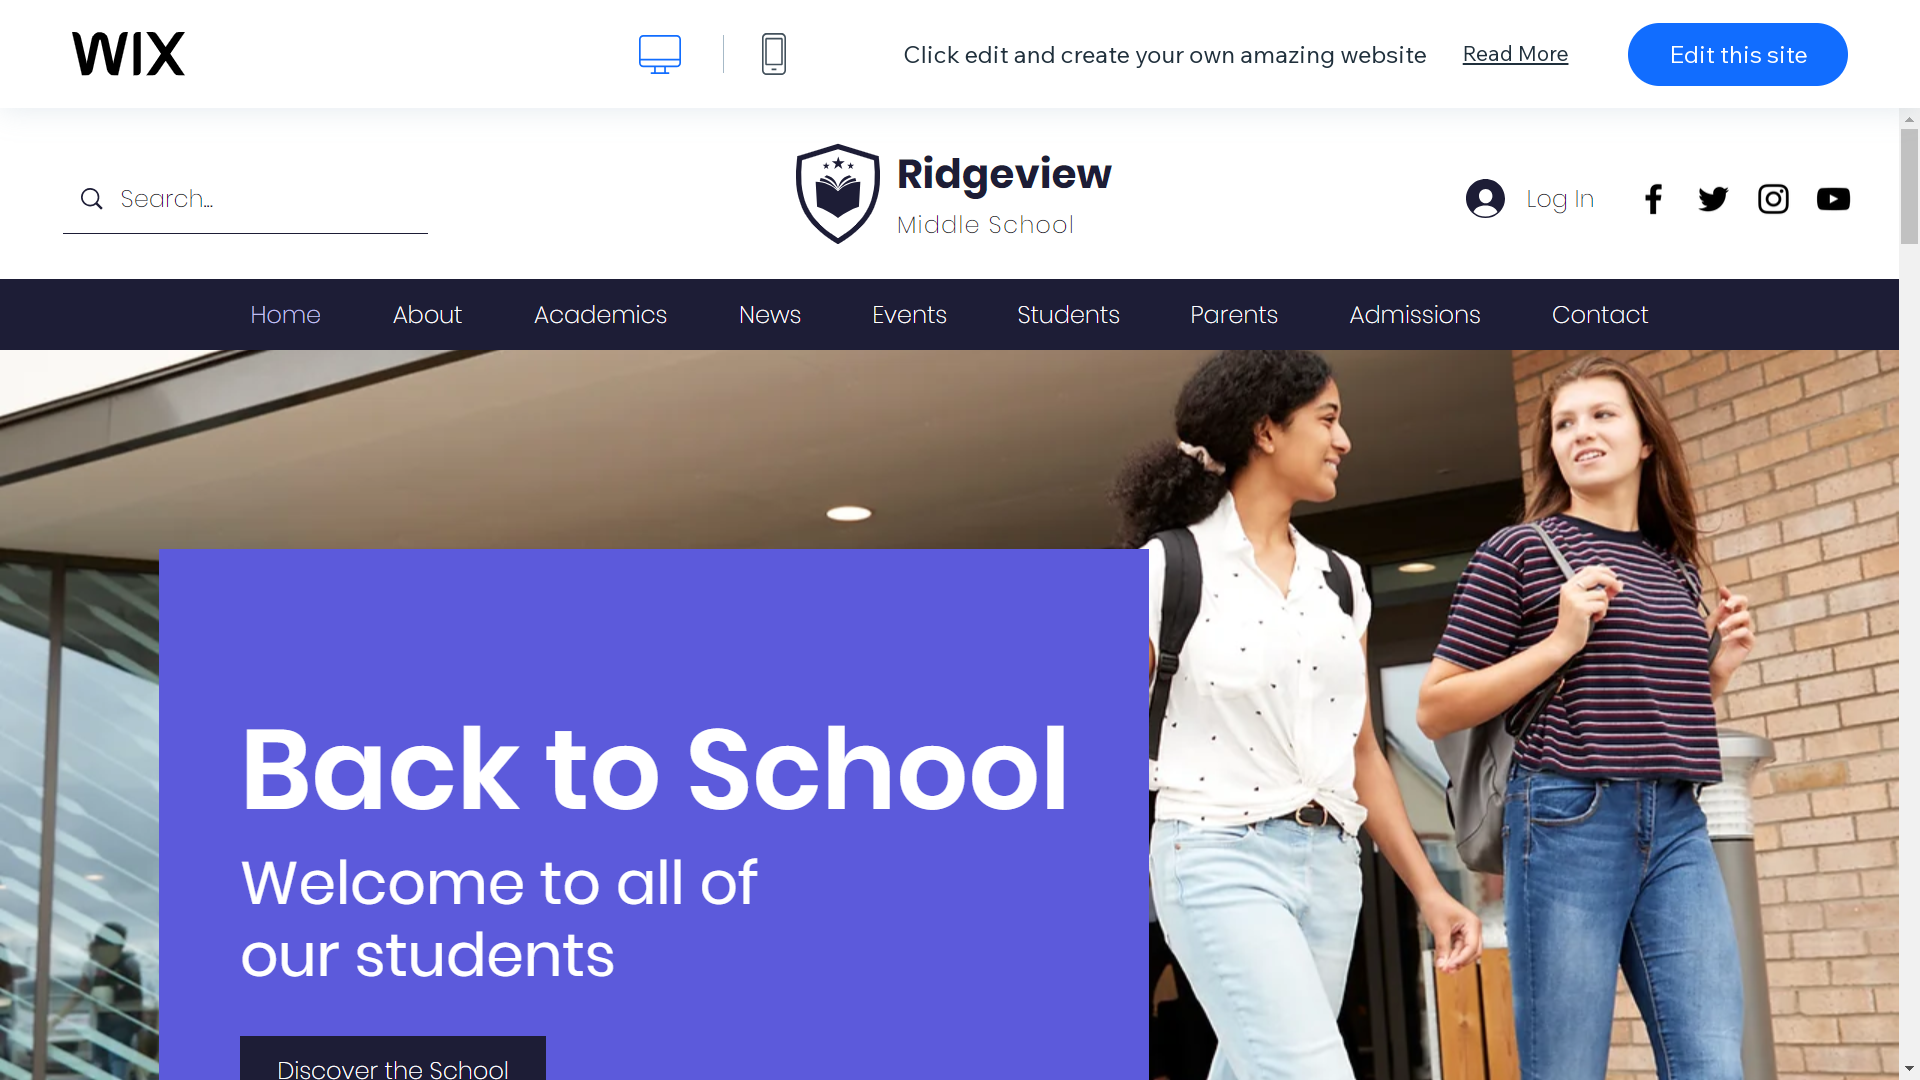 WIX
Click edit and create your own amazing website Read More Edit this site
Search...
Ridgeview
Middle School
Log In
Home About Academics News Events Students Parents Admissions Contact
Back to School
Welcome to all of
our students
Discover the School